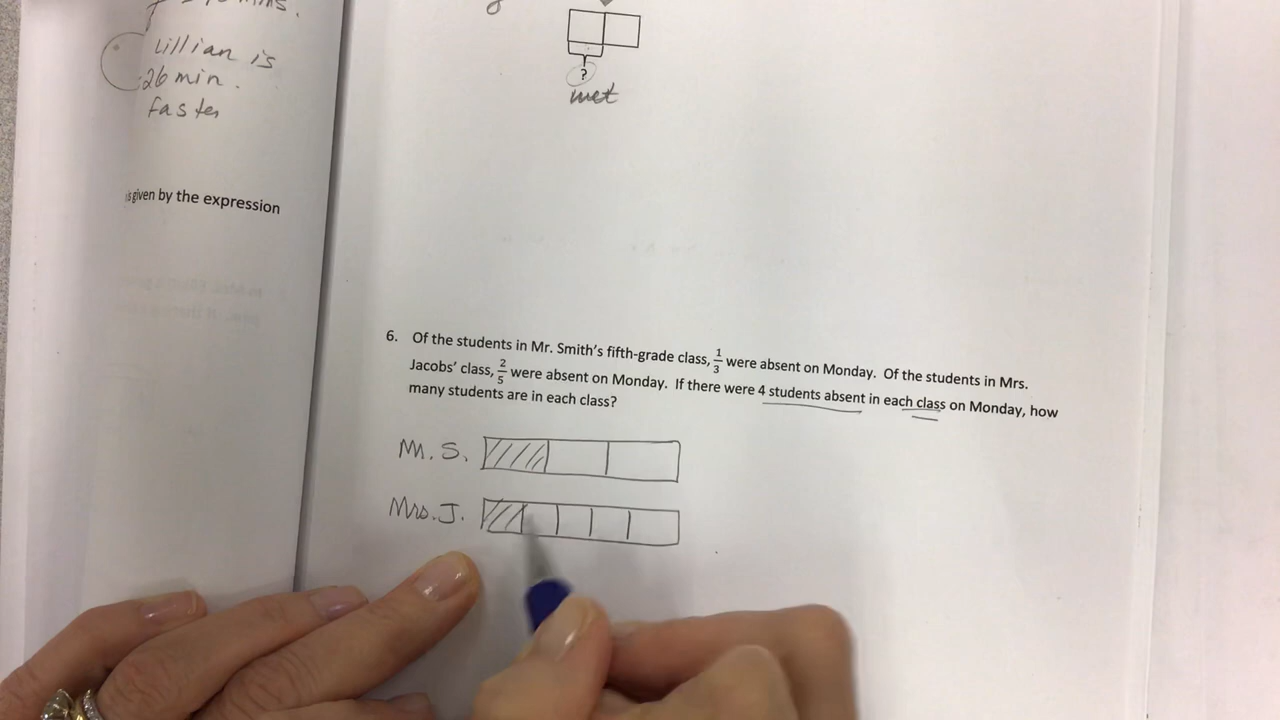 mins.
Lillian is
26 min.
faster
given by the expression
?
met
6. Of the students in Mr. Smith's fifth-grade class, 1/3 were absent on Monday. Of the students in Mrs.
Jacobs' class, 2/5 were absent on Monday. If there were 4 students absent in each class on Monday, how
many students are in each class?
Mr. S.
Mrs. J.